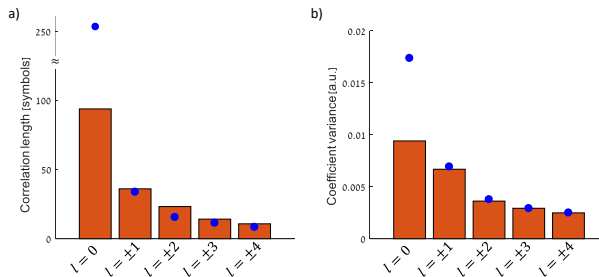 a)
Correlation length [symbols]
250
≈
100
50
0
l = 0
l = ±1
l = ±2
l = ±3
l = ±4
b)
Coefficient variance [a.u.]
0.02
0.015
0.01
0.005
0
l = 0
l = ±1
l = ±2
l = ±3
l = ±4